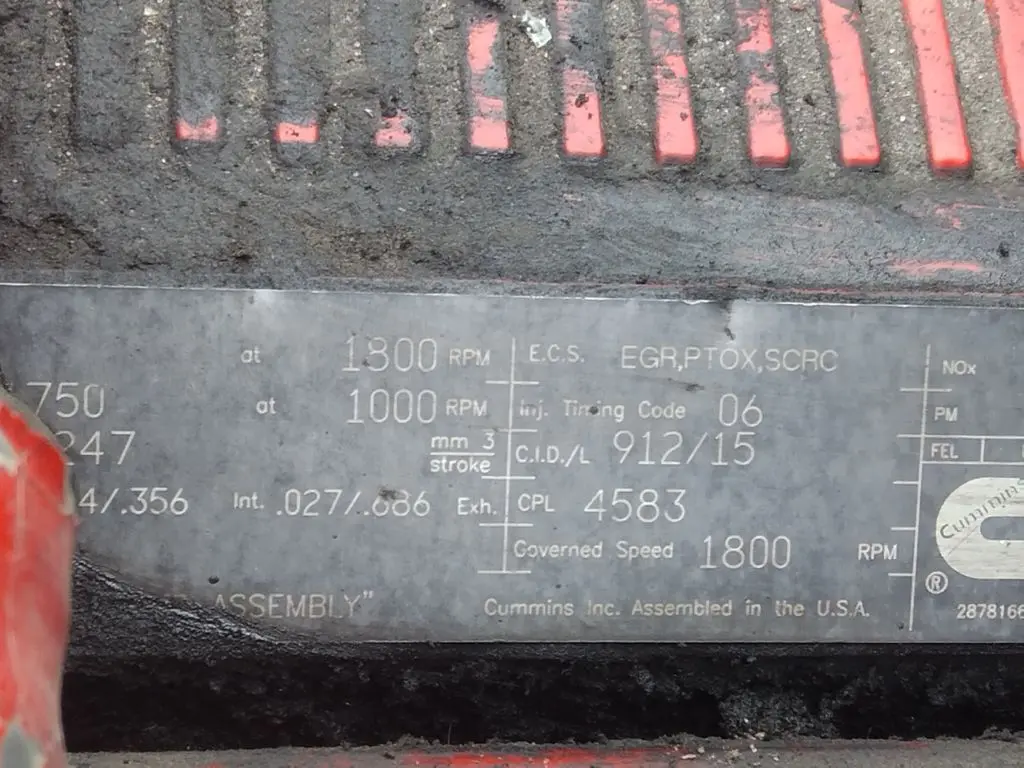 at 1800 RPM
750 at 1000 RPM
247 mm 3
stroke
4/.356 Int. .027/.686 Exh.
ASSEMBLY"
E.C.S. EGR,PTOX,SCRC
Inj. Timing Code 06
C.I.D./L 912/15
CPL 4583
Governed Speed 1800 RPM
Cummins Inc. Assembled in the U.S.A.
NOx
PM
FEL
Cummins
®
2878166